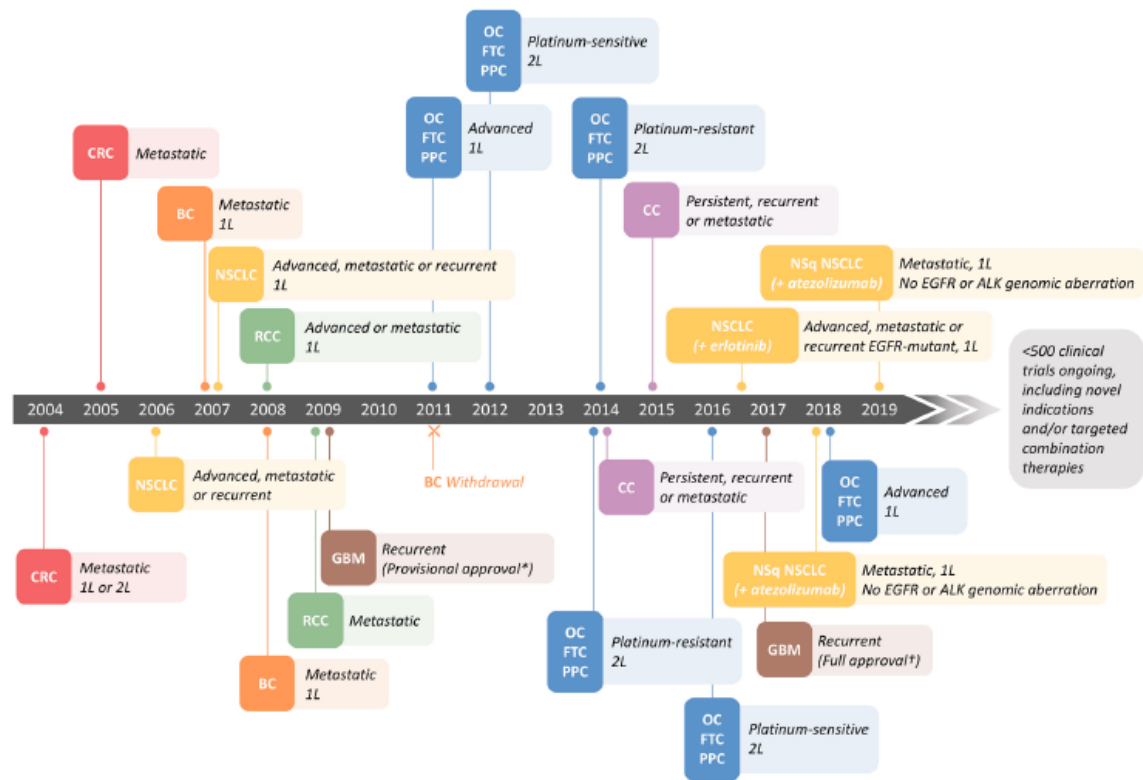 OC
FTC
PPC
Platinum-sensitive
2L
OC
FTC
PPC
Advanced
1L
OC
FTC
PPC
Platinum-resistant
2L
CRC
Metastatic
BC
Metastatic
1L
CC
Persistent, recurrent
or metastatic
NSCLC
Advanced, metastatic or recurrent
1L
NSq NSCLC
(+ atezolizumab)
Metastatic, 1L
No EGFR or ALK genomic aberration
RCC
Advanced or metastatic
1L
NSCLC
(+ erlotinib)
Advanced, metastatic or
recurrent EGFR-mutant, 1L
<500 clinical
trials ongoing,
including novel
indications
and/or targeted
combination
therapies
2004 2005 2006 2007 2008 2009 2010 2011 2012 2013 2014 2015 2016 2017 2018 2019
BC Withdrawal
NSCLC
Advanced, metastatic
or recurrent
CC
Persistent, recurrent
or metastatic
OC
FTC
PPC
Advanced
1L
CRC
Metastatic
1L or 2L
GBM
Recurrent
(Provisional approval*)
NSq NSCLC
(+ atezolizumab)
Metastatic, 1L
No EGFR or ALK genomic aberration
RCC
Metastatic
OC
FTC
PPC
Platinum-resistant
2L
GBM
Recurrent
(Full approval†)
BC
Metastatic
1L
OC
FTC
PPC
Platinum-sensitive
2L